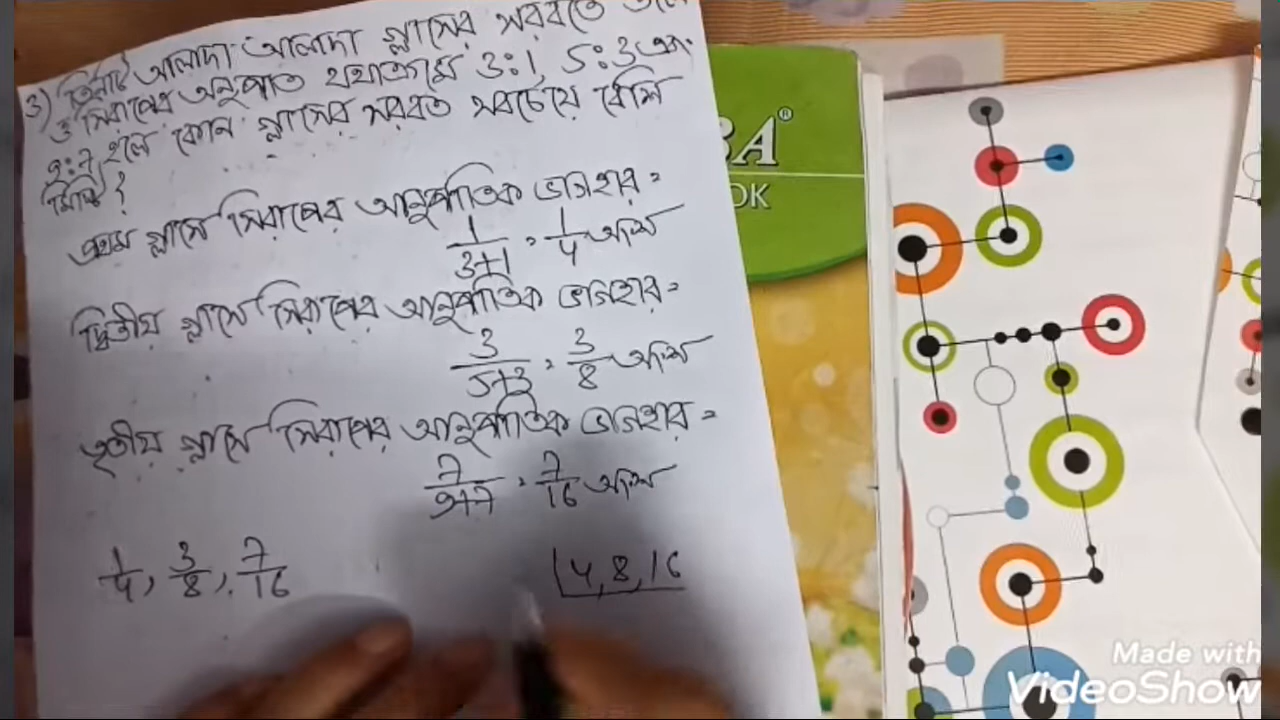 3) তিনটি আলাদা আলাদা গ্লাসের সরবতে
ও সিরাপের অনুপাত যথাক্রমে 3:1, 5:3 এবং
9:7 হলে কোন গ্লাসের সরবত সবচেয়ে বেশি
মিষ্টি?
প্রথম গ্লাসে সিরাপের আনুপাতিক ভাগহার =
1/3+1 = 1/4 অংশ
দ্বিতীয় গ্লাসে সিরাপের আনুপাতিক ভাগহার =
3/5+3 = 3/8 অংশ
তৃতীয় গ্লাসে সিরাপের আনুপাতিক ভাগহার =
7/9+7 = 7/16 অংশ
1/4, 3/8, 7/16
4, 8, 16
BA®
OK
Made with
VideoShow